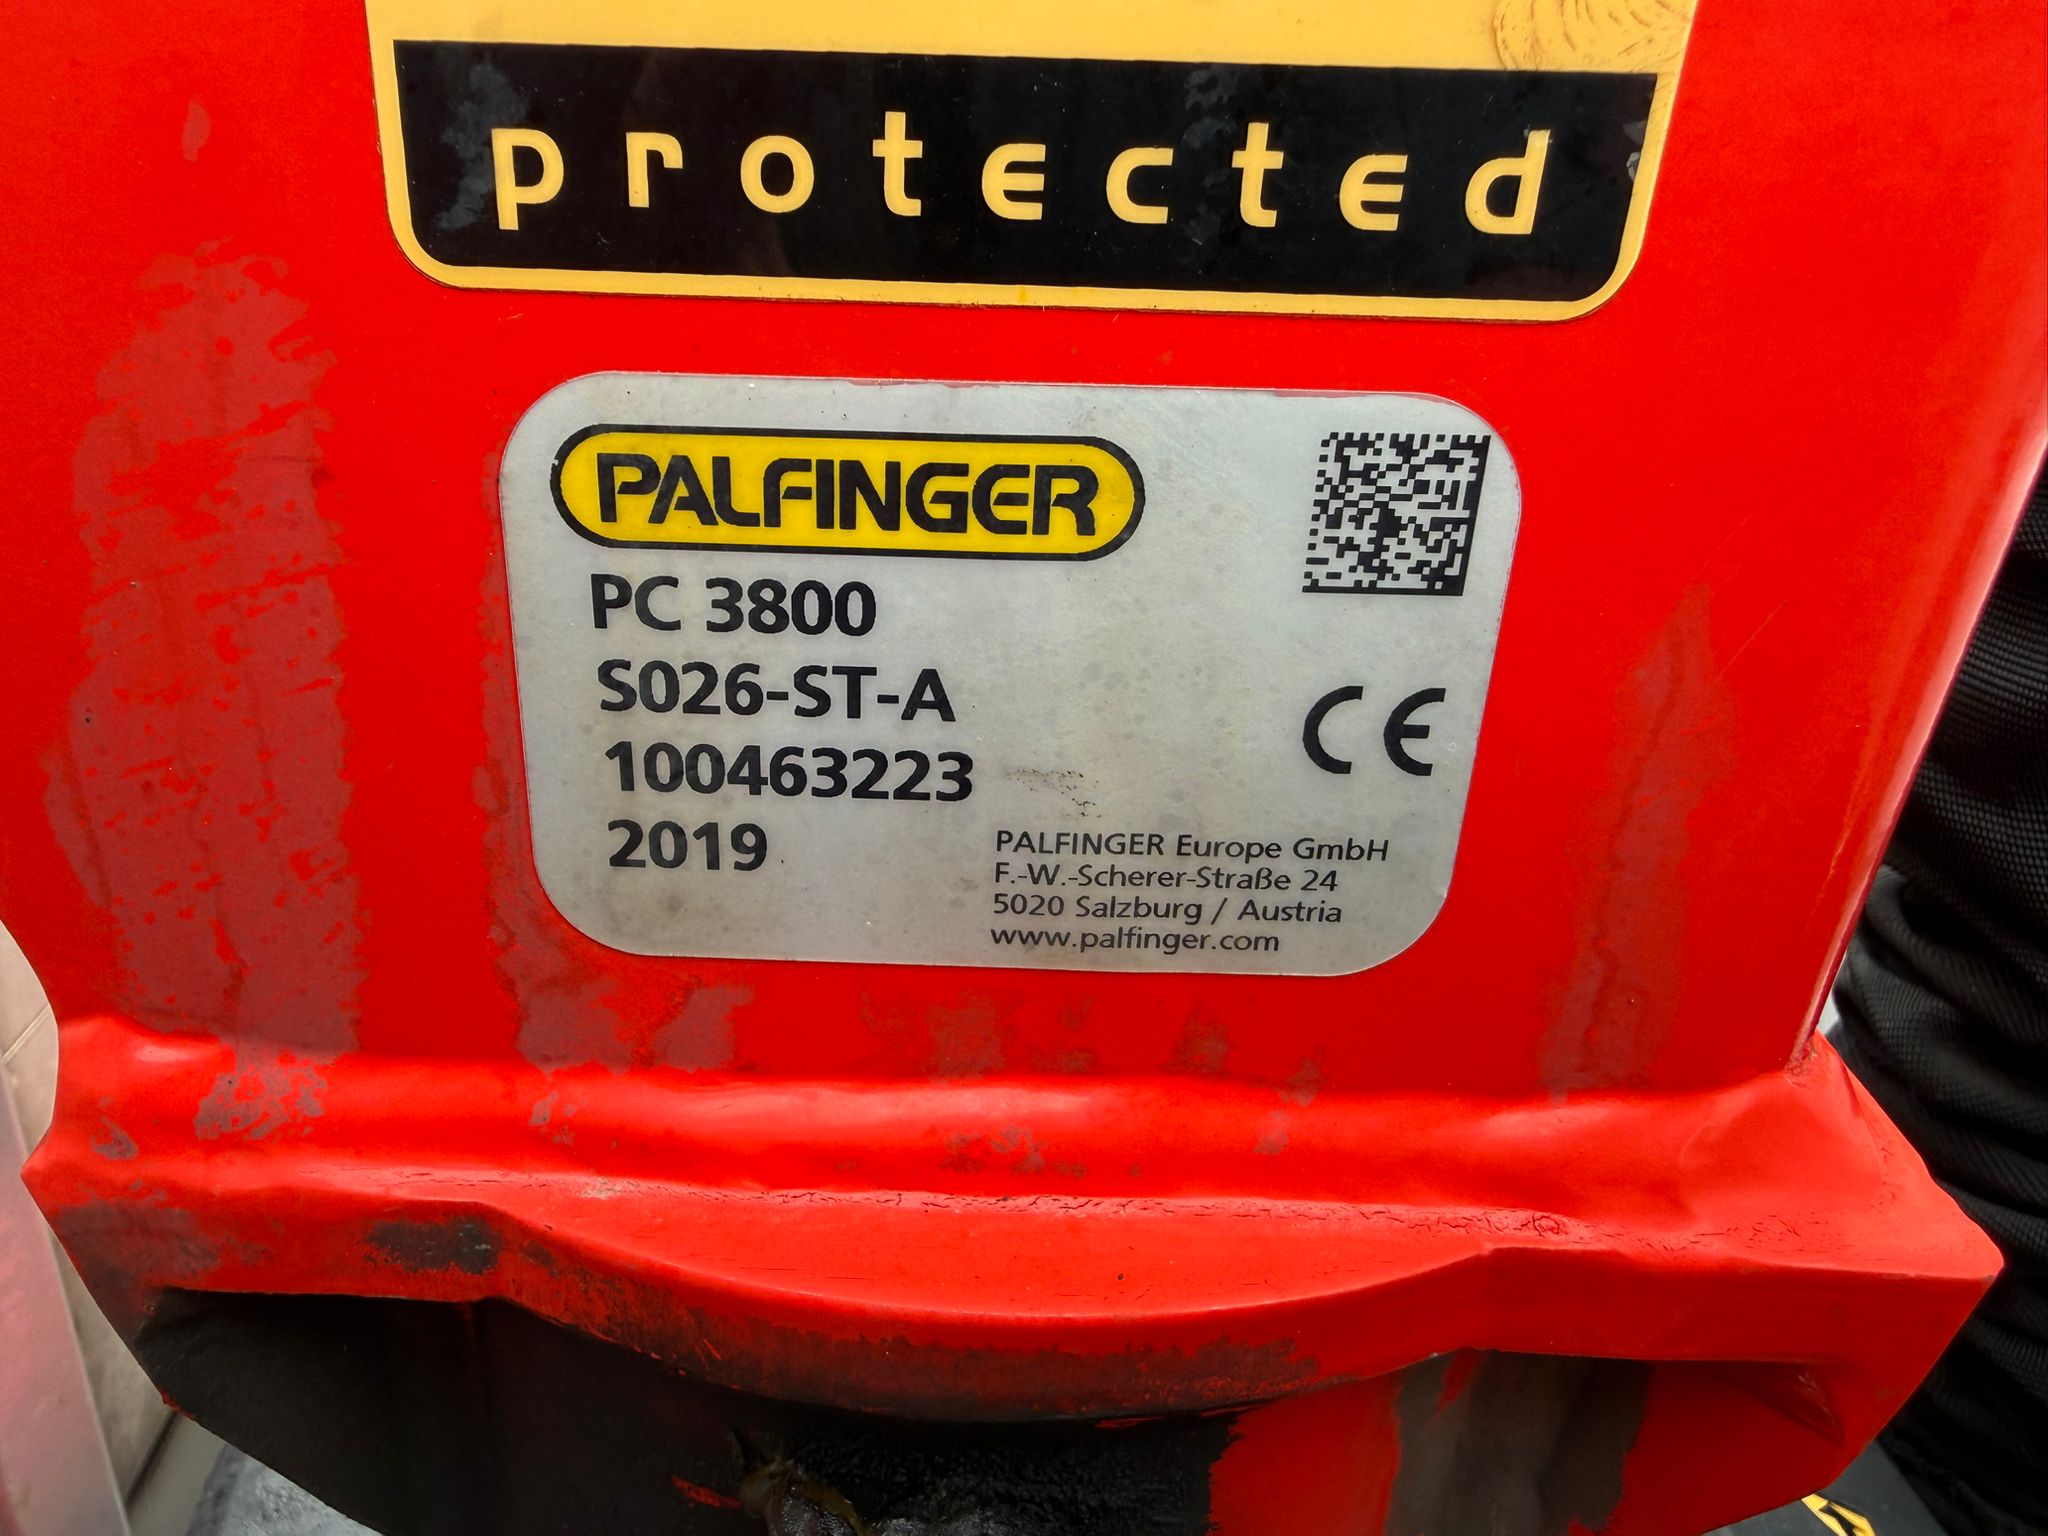 protected
PALFINGER
PC 3800
S026-ST-A
100463223
2019
CE
PALFINGER Europe GmbH
F.-W.-Scherer-Straße 24
5020 Salzburg / Austria
www.palfinger.com